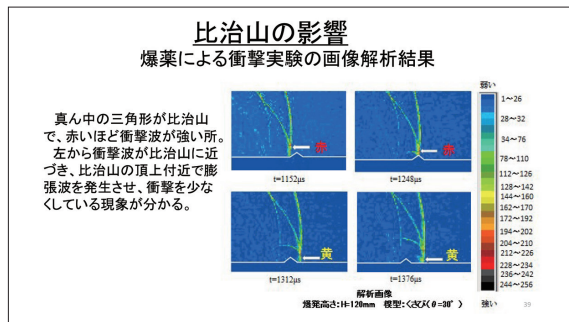 比治山の影響
爆薬による衝撃実験の画像解析結果
真ん中の三角形が比治山
で、赤いほど衝撃波が強い所。
左から衝撃波が比治山に近
づき、比治山の頂上付近で膨
張波を発生させ、衝撃を少な
くしている現象が分かる。
赤
赤
t=1152μs
t=1248μs
黄
黄
t=1312μs
t=1376μs
弱い
1～26
28～32
34～76
78～110
112～126
128～142
144～160
162～170
172～192
194～202
204～210
212～226
228～234
236～242
244～256
強い
解析画像
爆発高さ:H=120mm 模型:くさび(θ=30°)
39